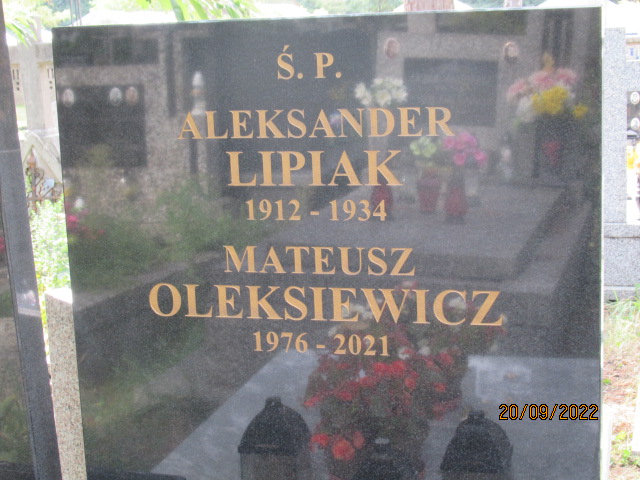 Ś. P.
ALEKSANDER
LIPIAK
1912 - 1934
MATEUSZ
OLEKSIEWICZ
1976 - 2021
20/09/2022